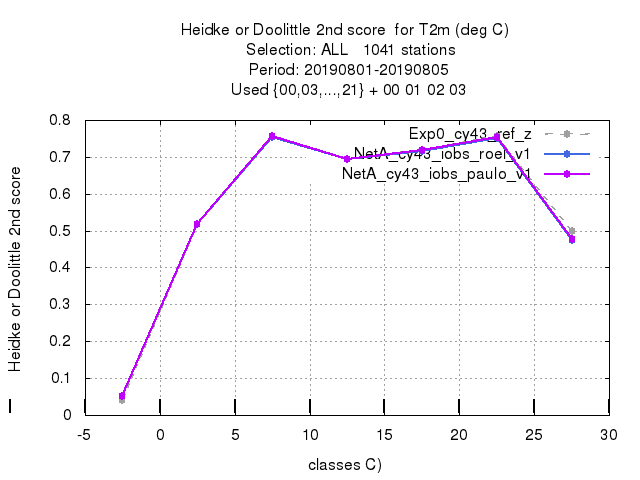 Heidke or Doolittle 2nd score  for T2m (deg C)
Selection: ALL   1041 stations
Period: 20190801-20190805
Used {00,03,...,21} + 00 01 02 03
Exp0_cy43_ref_z
NetA_cy43_iobs_roel_v1
NetA_cy43_iobs_paulo_v1
Heidke or Doolittle 2nd score
0.8
0.7
0.6
0.5
0.4
0.3
0.2
0.1
0
-5 0 5 10 15 20 25 30
classes C)